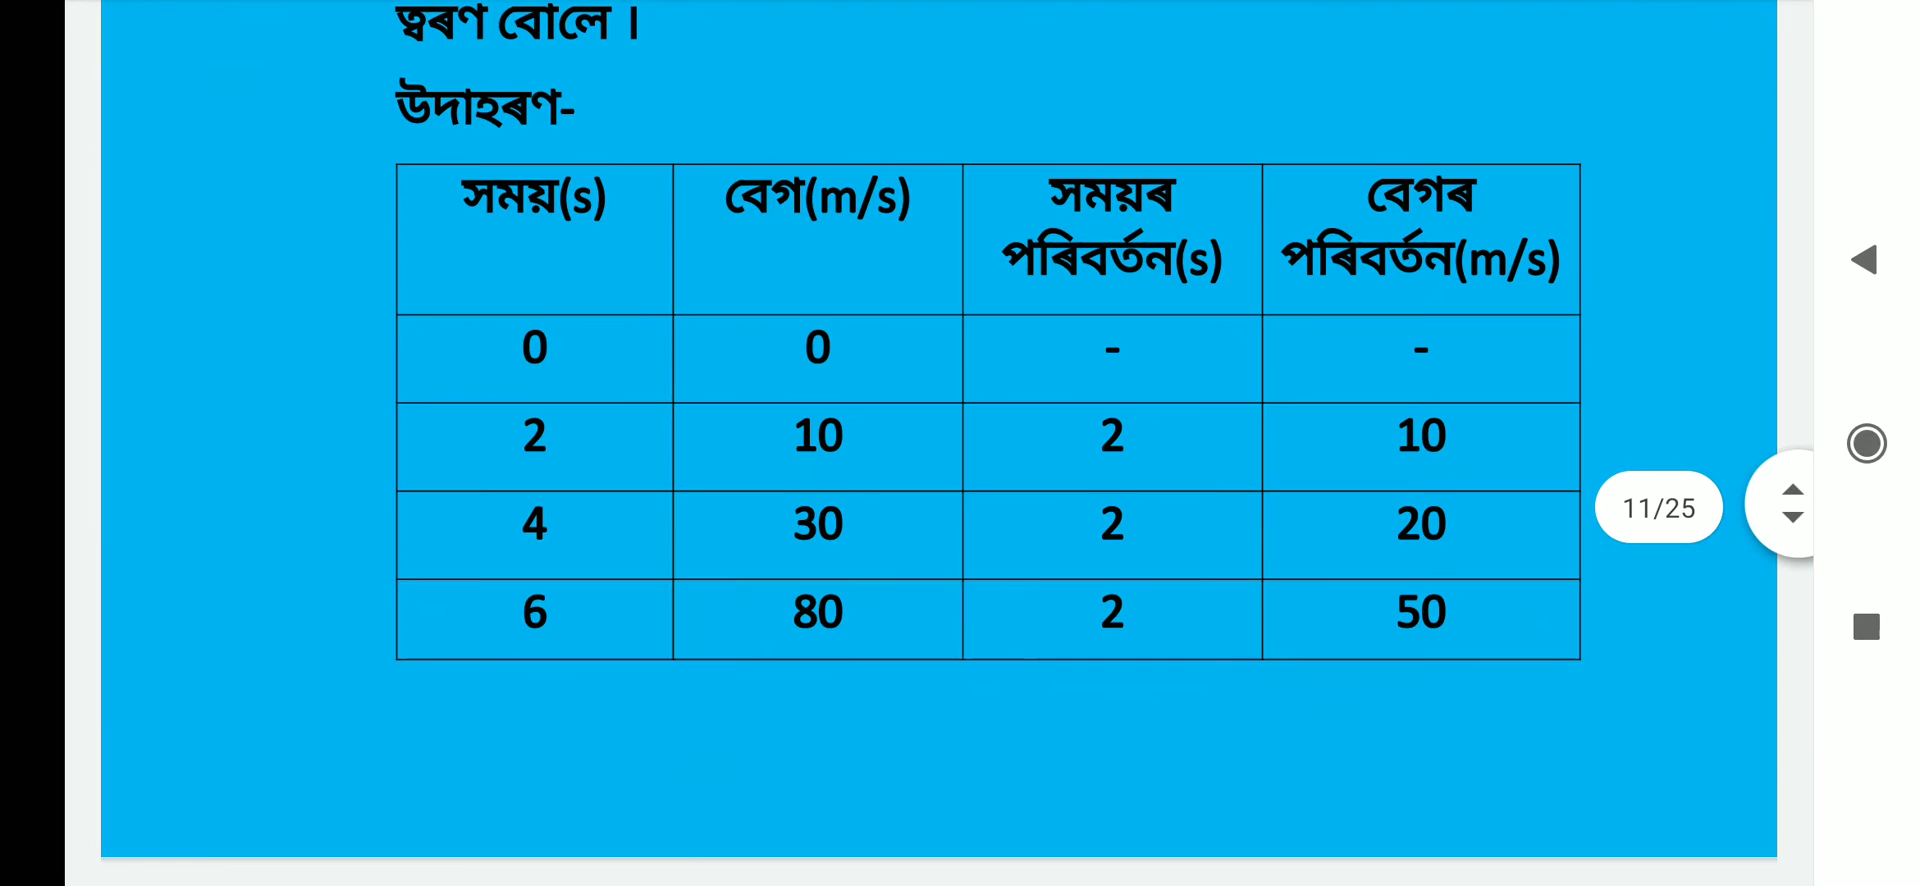 ত্বৰণ বোলে ।
উদাহৰণ-
সময়(s) বেগ(m/s) সময়ৰ পৰিবৰ্তন(s) বেগৰ পৰিবৰ্তন(m/s)
0 0 - -
2 10 2 10
4 30 2 20
6 80 2 50
11/25